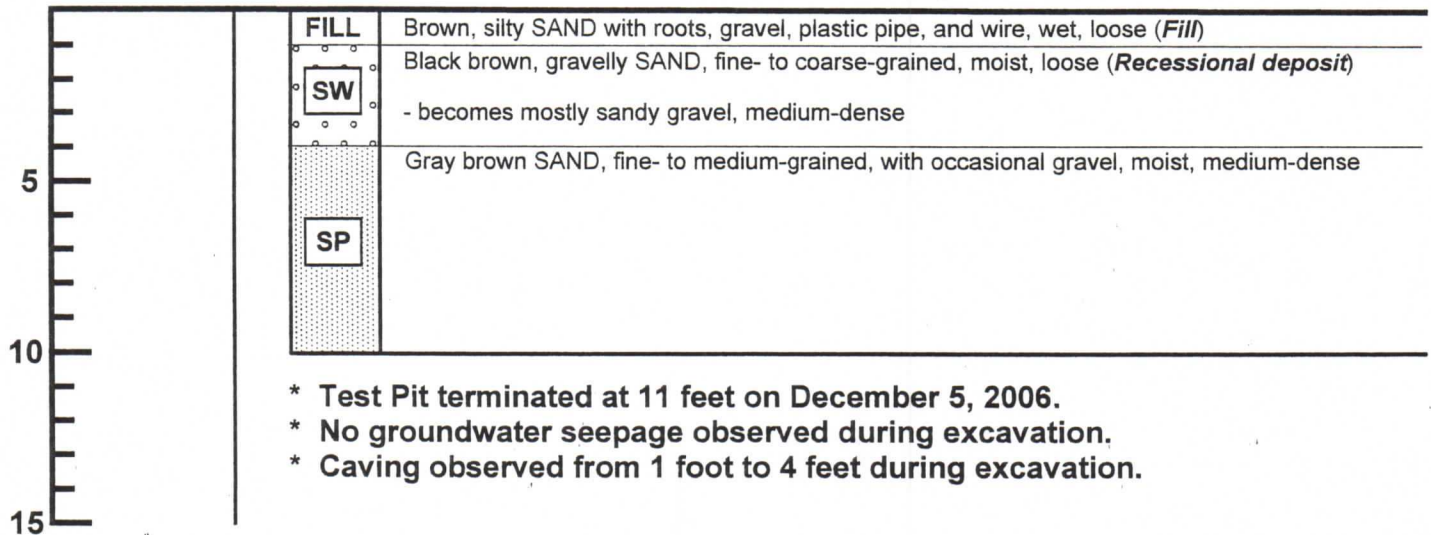 FILL Brown, silty SAND with roots, gravel, plastic pipe, and wire, wet, loose (Fill)
Black brown, gravelly SAND, fine- to coarse-grained, moist, loose (Recessional deposit)
SW
- becomes mostly sandy gravel, medium-dense
Gray brown SAND, fine- to medium-grained, with occasional gravel, moist, medium-dense
5
SP
10
* Test Pit terminated at 11 feet on December 5, 2006.
* No groundwater seepage observed during excavation.
* Caving observed from 1 foot to 4 feet during excavation.
15